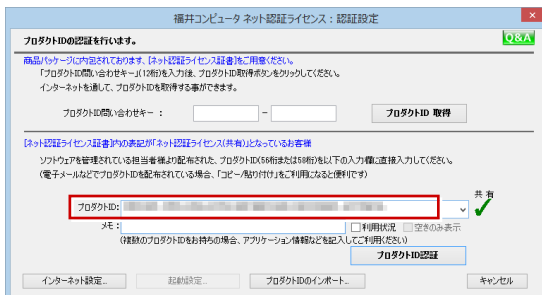 福井コンピュータ ネット認証ライセンス：認証設定
×
プロダクトIDの認証を行います。
Q&A
商品パッケージに内包されております、【ネット認証ライセンス証書】をご用意ください。
「プロダクトID問い合わせキー」(12桁)を入力後、プロダクトID取得ボタンをクリックしてください。
インターネットを通して、プロダクトIDを取得する事ができます。
プロダクトID問い合わせキー :
-
プロダクトID 取得
【ネット認証ライセンス証書】内の表記が「ネット認証ライセンス(共有)」となっているお客様
ソフトウェアを管理されている担当者様より配布された、プロダクトID(56桁または58桁)を以下の入力欄に直接入力してください。
(電子メールなどでプロダクトIDを配布されている場合、「コピー/貼り付け」をご利用になると便利です)
共有
プロダクトID:
メモ:
利用状況
空きのみ表示
(複数のプロダクトIDをお持ちの場合、アプリケーション情報などを記入してご利用ください)
プロダクトID認証
インターネット設定...
起動設定...
プロダクトIDのインポート...
キャンセル